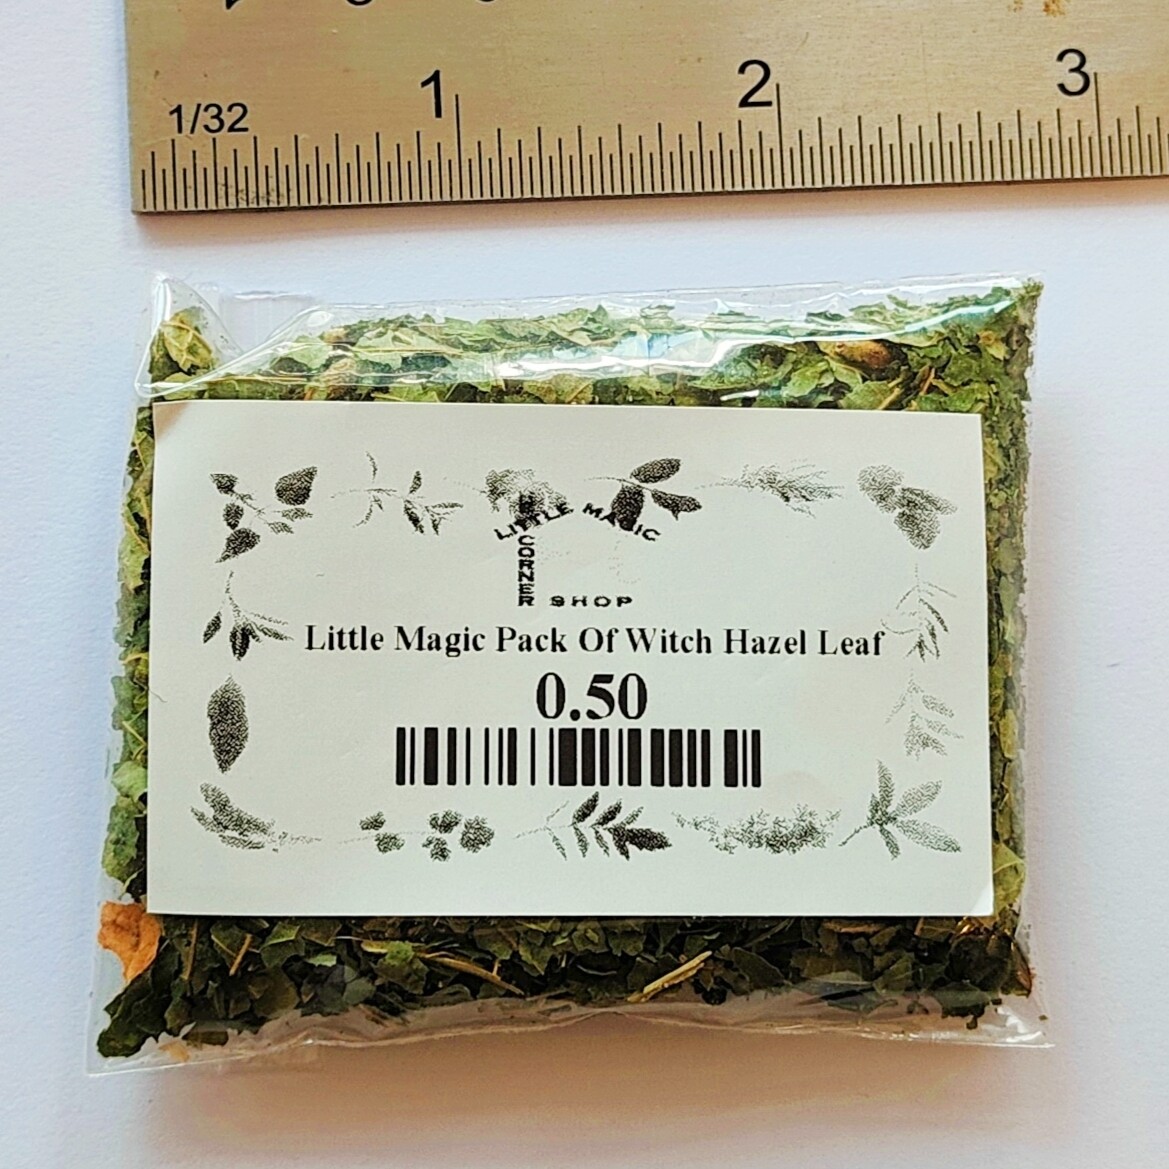 1 2 3
1/32
LITTLE MAGIC
CORNER
SHOP
Little Magic Pack Of Witch Hazel Leaf
0.50